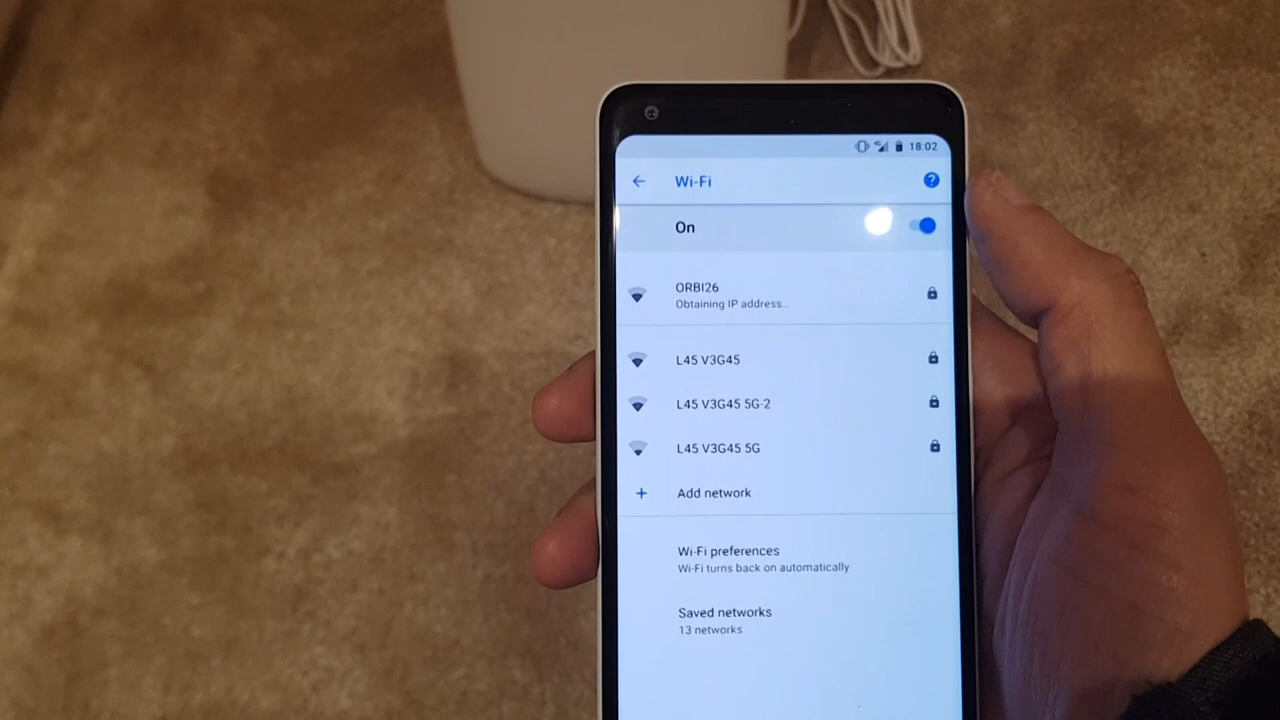 18:02
Wi-Fi
?
On
ORBI26
Obtaining IP address...
L45 V3G45
L45 V3G45 5G-2
L45 V3G45 5G
Add network
Wi-Fi preferences
Wi-Fi turns back on automatically
Saved networks
13 networks